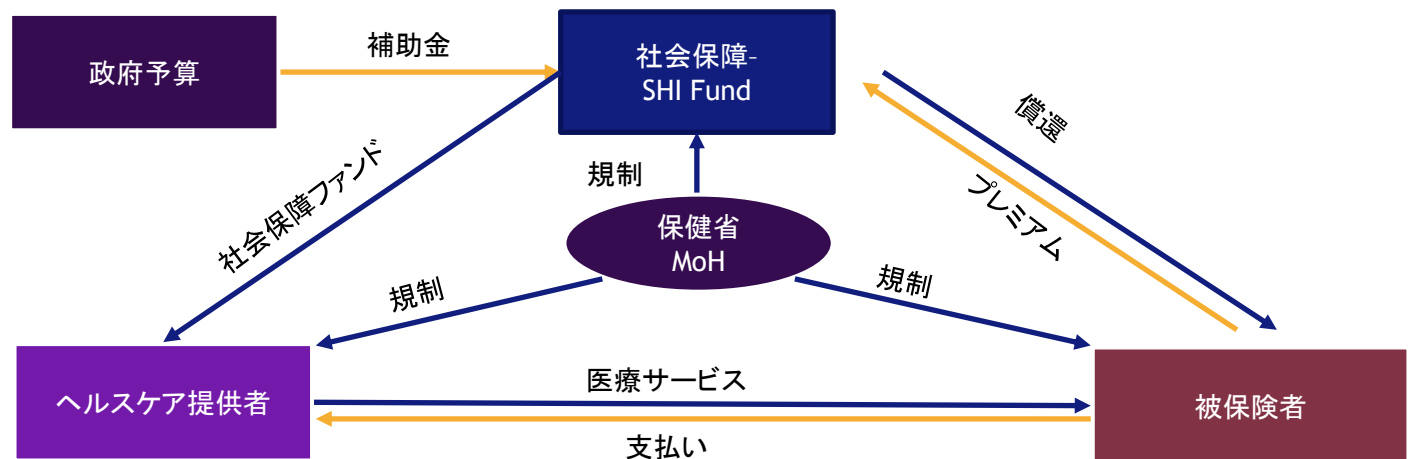 政府予算
補助金
社会保障-
SHI Fund
償還
プレミアム
社会保障ファンド
規制
保健省
MoH
規制
規制
ヘルスケア提供者
医療サービス
支払い
被保険者